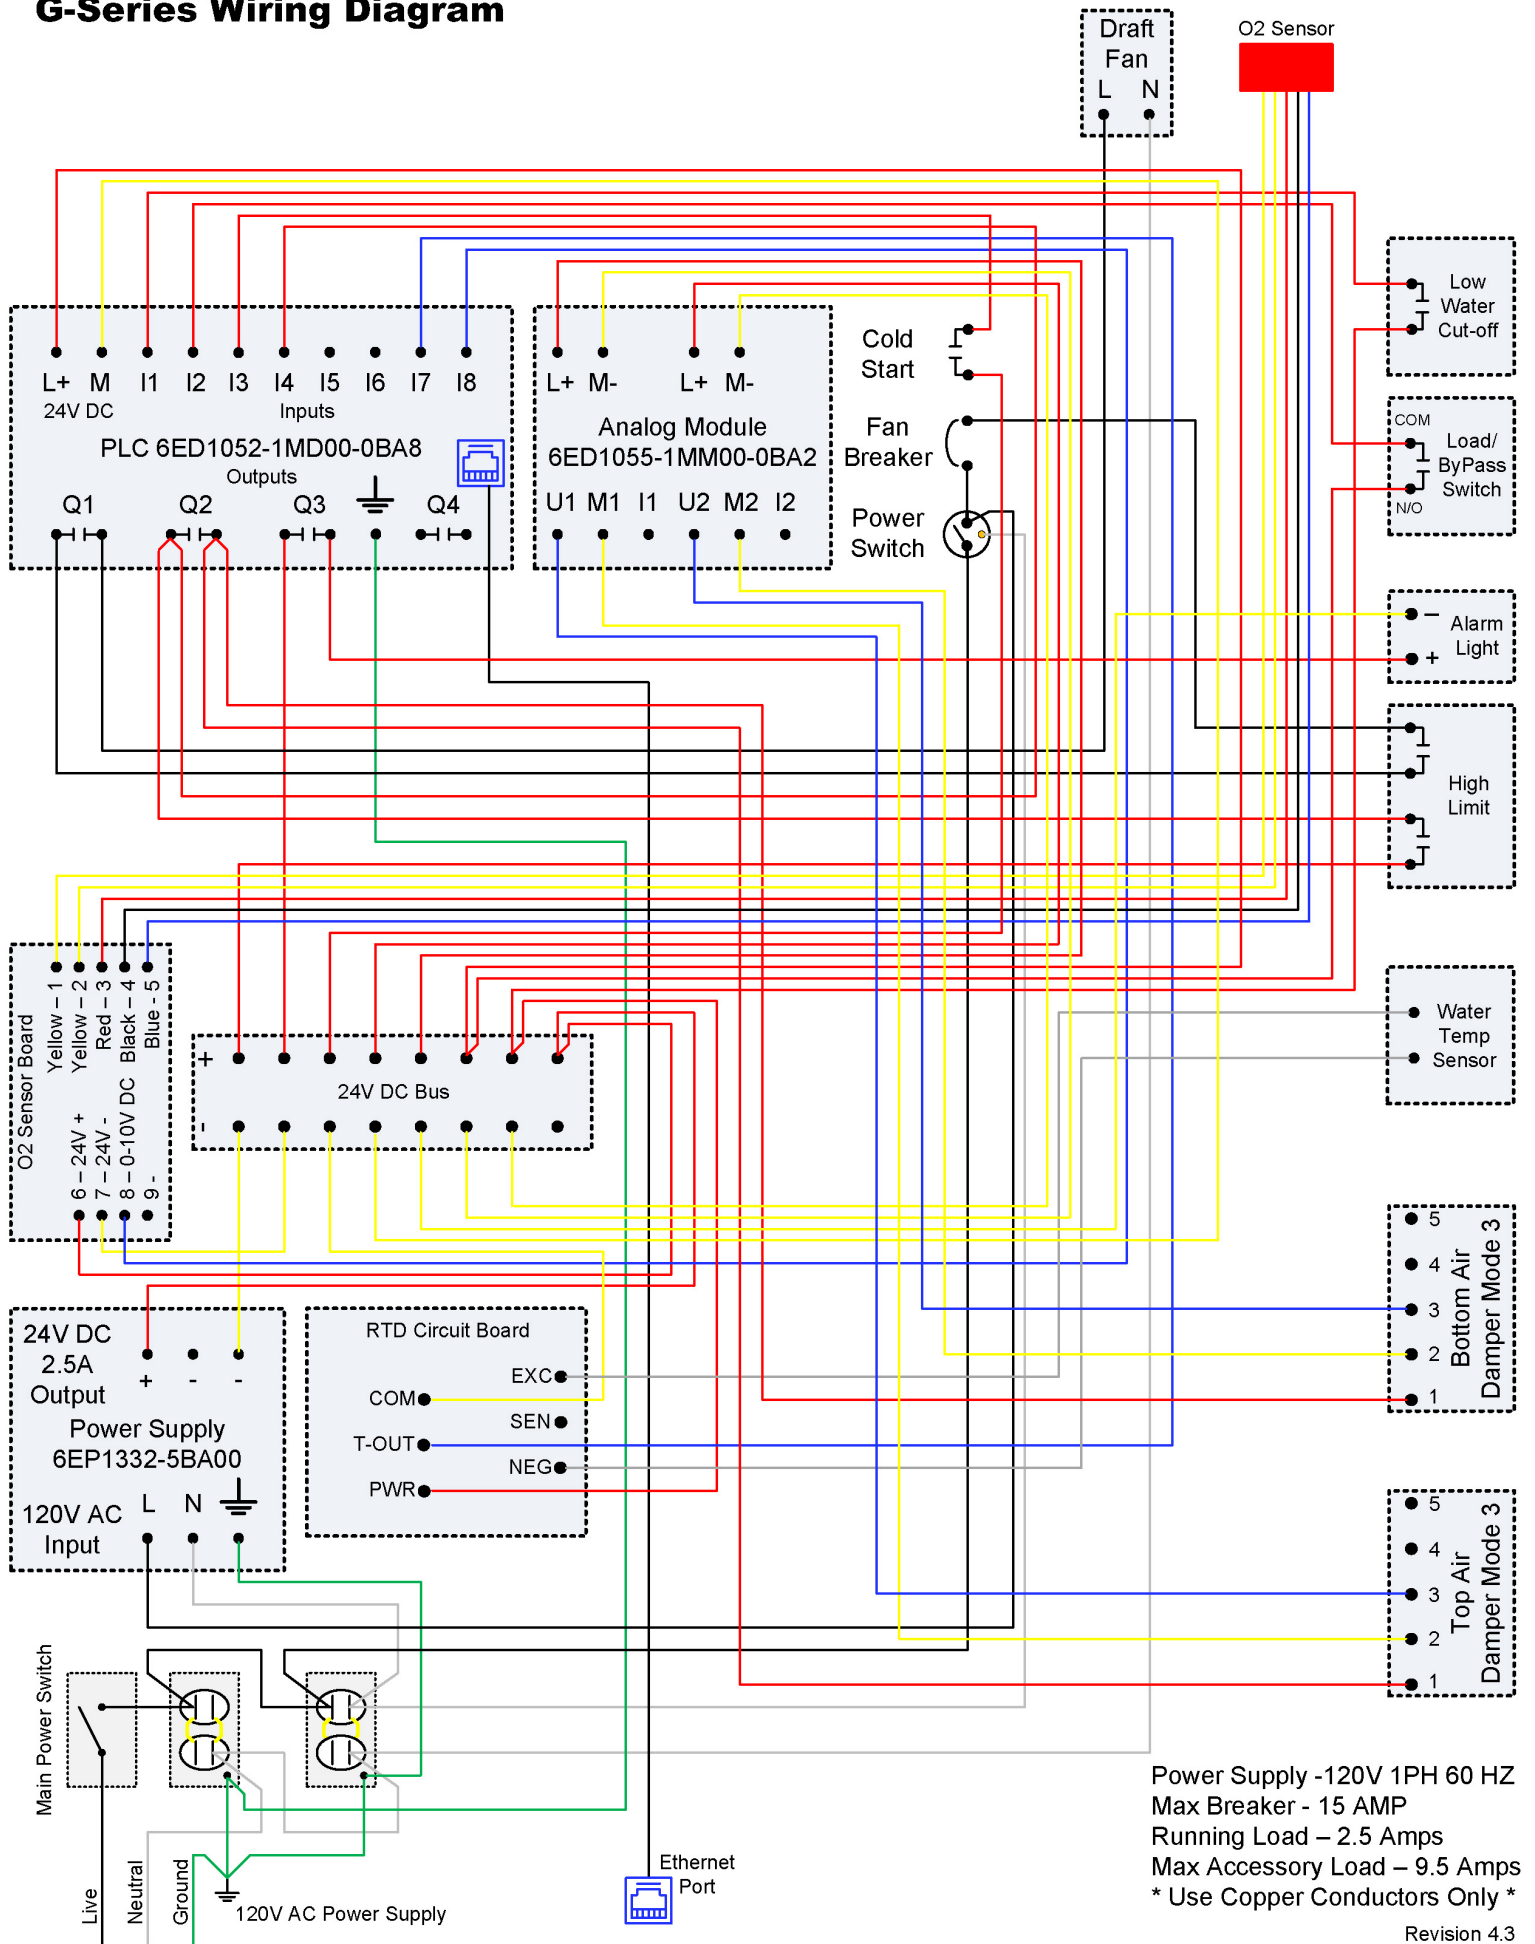 G-Series Wiring Diagram
Draft
Fan
L N
O2 Sensor
L+ M I1 I2 I3 I4 I5 I6 I7 I8
24V DC
Inputs
PLC 6ED1052-1MD00-0BA8
Outputs
Q1 Q2 Q3 Q4
L+ M- L+ M-
Analog Module
6ED1055-1MM00-0BA2
U1 M1 I1 U2 M2 I2
Cold
Start
Fan
Breaker
Power
Switch
Low
Water
Cut-off
COM
Load/
ByPass
Switch
N/O
–
Alarm
Light
+
High
Limit
Water
Temp
Sensor
O2 Sensor Board
Yellow – 1
Yellow – 2
Red – 3
Black – 4
Blue - 5
6 – 24V +
7 – 24V -
8 – 0-10V DC
9 -
+
24V DC Bus
-
5
4
3
2
1
Bottom Air
Damper Mode 3
24V DC
2.5A
Output
+ - -
Power Supply
6EP1332-5BA00
L N
120V AC
Input
RTD Circuit Board
EXC
COM
SEN
T-OUT
NEG
PWR
5
4
3
2
1
Top Air
Damper Mode 3
Main Power Switch
Live
Neutral
Ground
120V AC Power Supply
Ethernet
Port
Power Supply -120V 1PH 60 HZ
Max Breaker - 15 AMP
Running Load – 2.5 Amps
Max Accessory Load – 9.5 Amps
* Use Copper Conductors Only *
Revision 4.3